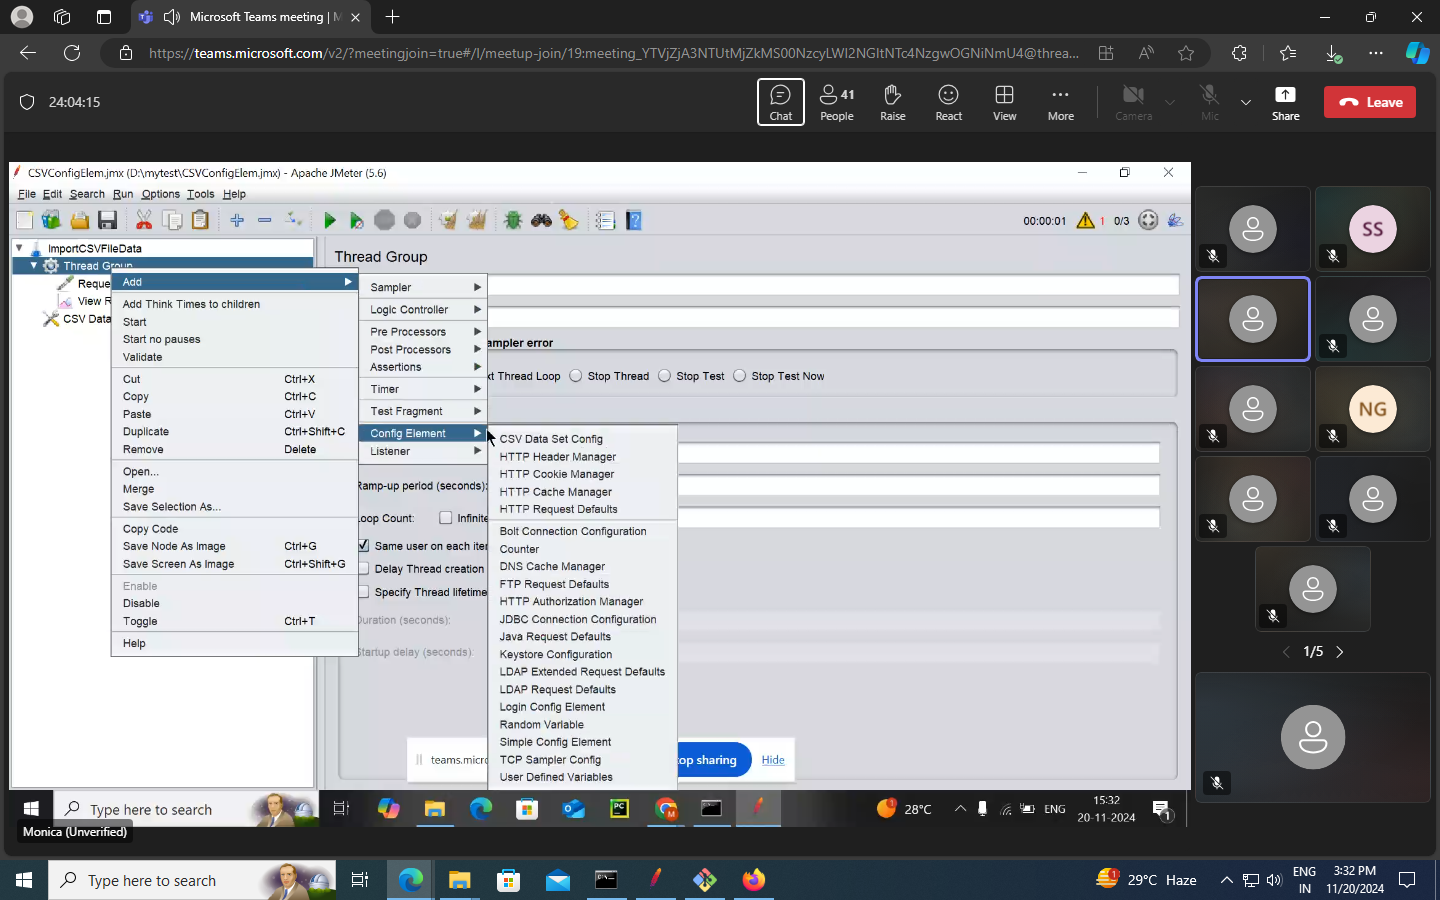 Microsoft Teams meeting | M
https://teams.microsoft.com/v2/?meetingjoin=true#/l/meetup-join/19:meeting_YTVjZjA3NTUtMjZkMS00NzcyLWI2NGItNTc4NzgwOGNiNmU4@threa...
24:04:15
Chat
41
People
Raise
React
View
More
Camera
Mic
Share
Leave
CSVConfigElem.jmx (D:\mytest\CSVConfigElem.jmx) - Apache JMeter (5.6)
File Edit Search Run Options Tools Help
00:00:01 1 0/3
ImportCSVFileData
Thread Group
Reque
View R
CSV Data
Thread Group
Add
Add Think Times to children
Start
Start no pauses
Validate
Cut Ctrl+X
Copy Ctrl+C
Paste Ctrl+V
Duplicate Ctrl+Shift+C
Remove Delete
Open...
Merge
Save Selection As...
Copy Code
Save Node As Image Ctrl+G
Save Screen As Image Ctrl+Shift+G
Enable
Disable
Toggle Ctrl+T
Help
Sampler
Logic Controller
Pre Processors
Post Processors
Assertions
Timer
Test Fragment
Config Element
Listener
ampler error
xt Thread Loop Stop Thread Stop Test Stop Test Now
Ramp-up period (seconds):
oop Count: Infinite
Same user on each iter
Delay Thread creation
Specify Thread lifetime
uration (seconds):
tartup delay (seconds):
CSV Data Set Config
HTTP Header Manager
HTTP Cookie Manager
HTTP Cache Manager
HTTP Request Defaults
Bolt Connection Configuration
Counter
DNS Cache Manager
FTP Request Defaults
HTTP Authorization Manager
JDBC Connection Configuration
Java Request Defaults
Keystore Configuration
LDAP Extended Request Defaults
LDAP Request Defaults
Login Config Element
Random Variable
Simple Config Element
TCP Sampler Config
User Defined Variables
teams.micro
top sharing
Hide
SS
NG
1/5
Type here to search
PC
M
1
28°C
ENG
15:32
20-11-2024
1
Monica (Unverified)
Type here to search
1
29°C Haze
ENG
IN
3:32 PM
11/20/2024